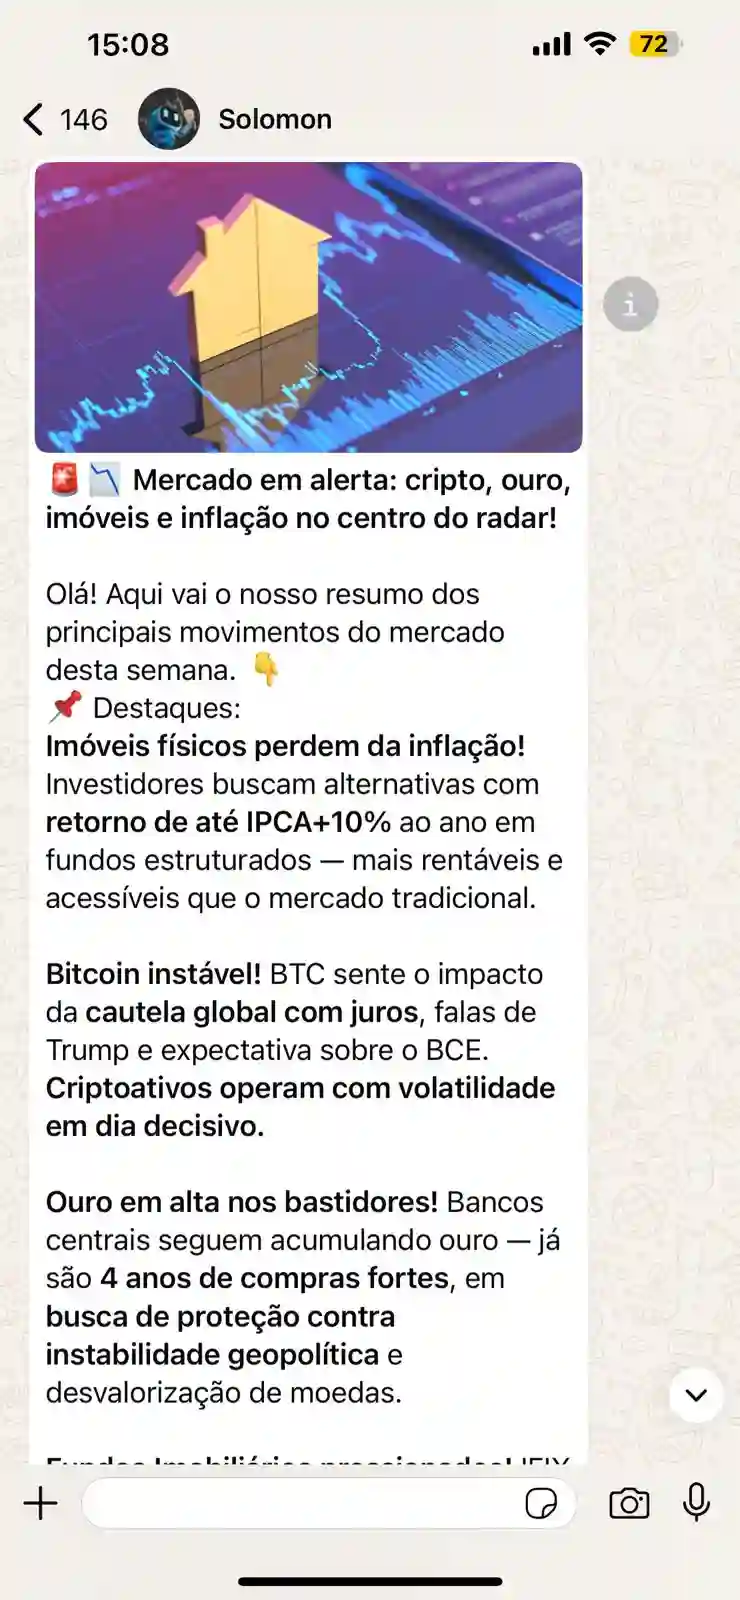 15:08
72
146
Solomon
i
🚨 📉 Mercado em alerta: cripto, ouro,
imóveis e inflação no centro do radar!
Olá! Aqui vai o nosso resumo dos
principais movimentos do mercado
desta semana. 👇
📌 Destaques:
Imóveis físicos perdem da inflação!
Investidores buscam alternativas com
retorno de até IPCA+10% ao ano em
fundos estruturados — mais rentáveis e
acessíveis que o mercado tradicional.
Bitcoin instável! BTC sente o impacto
da cautela global com juros, falas de
Trump e expectativa sobre o BCE.
Criptoativos operam com volatilidade
em dia decisivo.
Ouro em alta nos bastidores! Bancos
centrais seguem acumulando ouro — já
são 4 anos de compras fortes, em
busca de proteção contra
instabilidade geopolítica e
desvalorização de moedas.
Fundos Imobiliários pressionados! IFIX